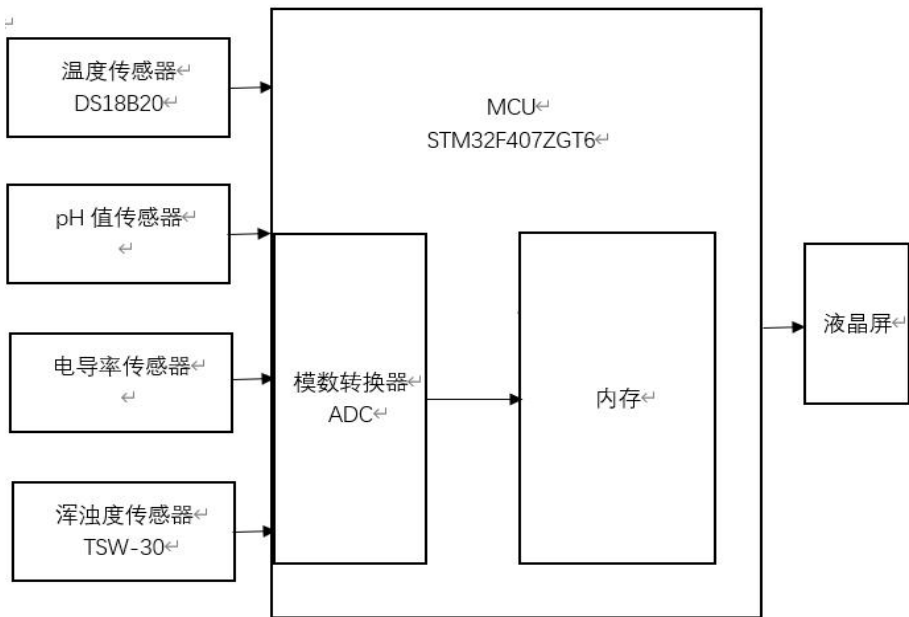 温度传感器
DS18B20
MCU
STM32F407ZGT6
pH 值传感器
电导率传感器
模数转换器
ADC
内存
液晶屏
浑浊度传感器
TSW-30